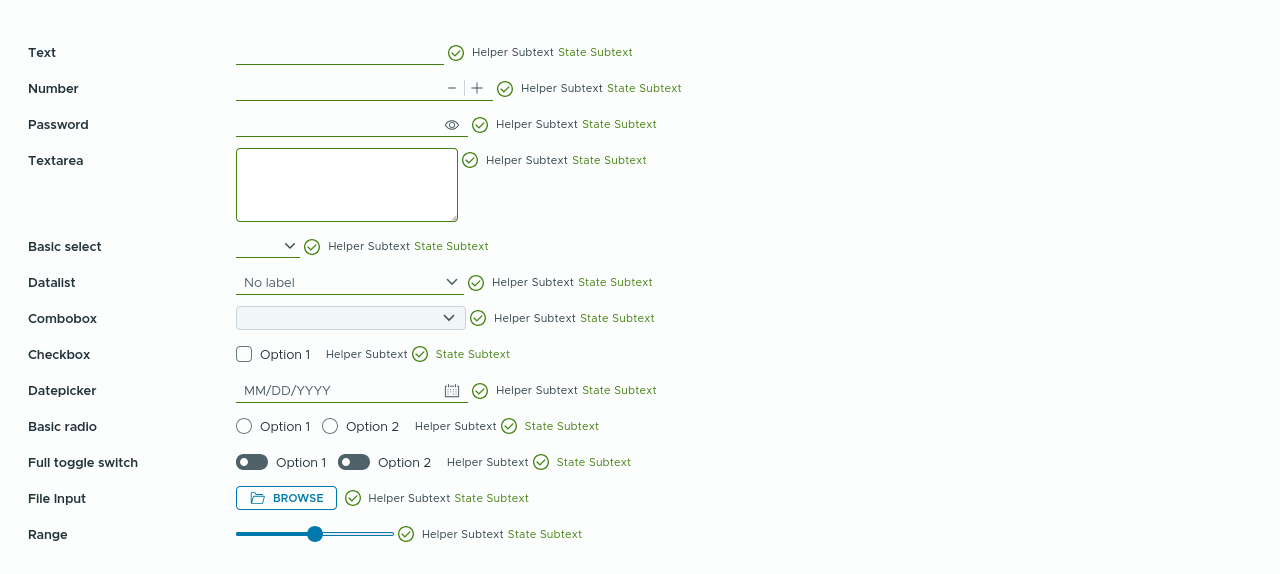 Text Helper Subtext State Subtext
Number Helper Subtext State Subtext
Password Helper Subtext State Subtext
Textarea Helper Subtext State Subtext
Basic select Helper Subtext State Subtext
Datalist No label Helper Subtext State Subtext
Combobox Helper Subtext State Subtext
Checkbox Option 1 Helper Subtext State Subtext
Datepicker MM/DD/YYYY Helper Subtext State Subtext
Basic radio Option 1 Option 2 Helper Subtext State Subtext
Full toggle switch Option 1 Option 2 Helper Subtext State Subtext
File Input BROWSE Helper Subtext State Subtext
Range Helper Subtext State Subtext